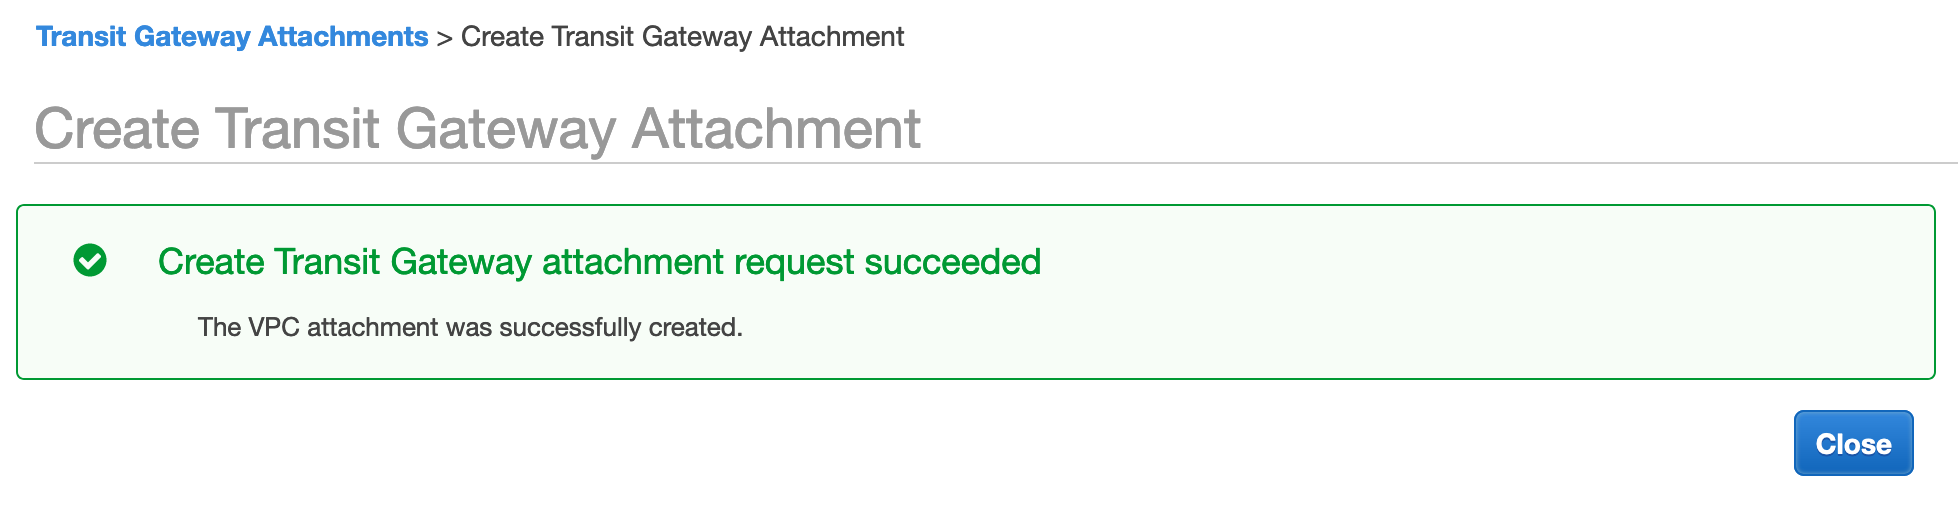 Transit Gateway Attachments > Create Transit Gateway Attachment
Create Transit Gateway Attachment
Create Transit Gateway attachment request succeeded
The VPC attachment was successfully created.
Close